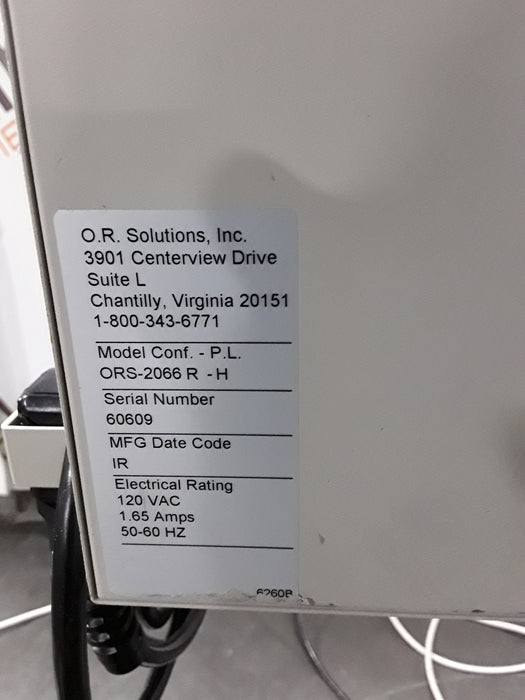 O.R. Solutions, Inc.
3901 Centerview Drive
Suite L
Chantilly, Virginia 20151
1-800-343-6771
Model Conf. - P.L.
ORS-2066 R - H
Serial Number
60609
MFG Date Code
IR
Electrical Rating
120 VAC
1.65 Amps
50-60 HZ
6260B